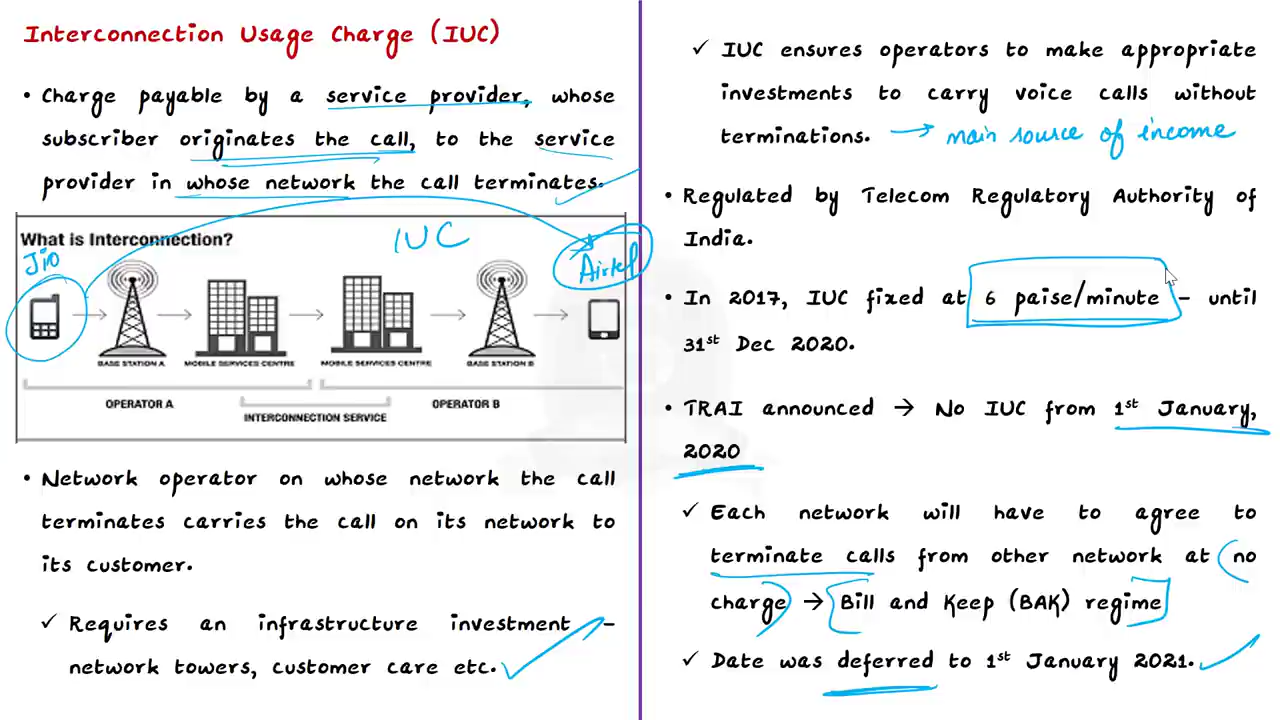 Interconnection Usage Charge (IUC)
• Charge payable by a service provider, whose
subscriber originates the call, to the service
provider in whose network the call terminates.
What is Interconnection?
IUC
Jio
Airtel
BASE STATION A
MOBILE SERVICES CENTRE
MOBILE SERVICES CENTRE
BASE STATION B
OPERATOR A
OPERATOR B
INTERCONNECTION SERVICE
• Network operator on whose network the call
terminates carries the call on its network to
its customer.
✓ Requires an infrastructure investment –
network towers, customer care etc.
✓ IUC ensures operators to make appropriate
investments to carry voice calls without
terminations. → main source of income
• Regulated by Telecom Regulatory Authority of
India.
• In 2017, IUC fixed at 6 paise/minute – until
31st Dec 2020.
• TRAI announced → No IUC from 1st January,
2020
✓ Each network will have to agree to
terminate calls from other network at no
charge → Bill and Keep (BAK) regime
✓ Date was deferred to 1st January 2021.